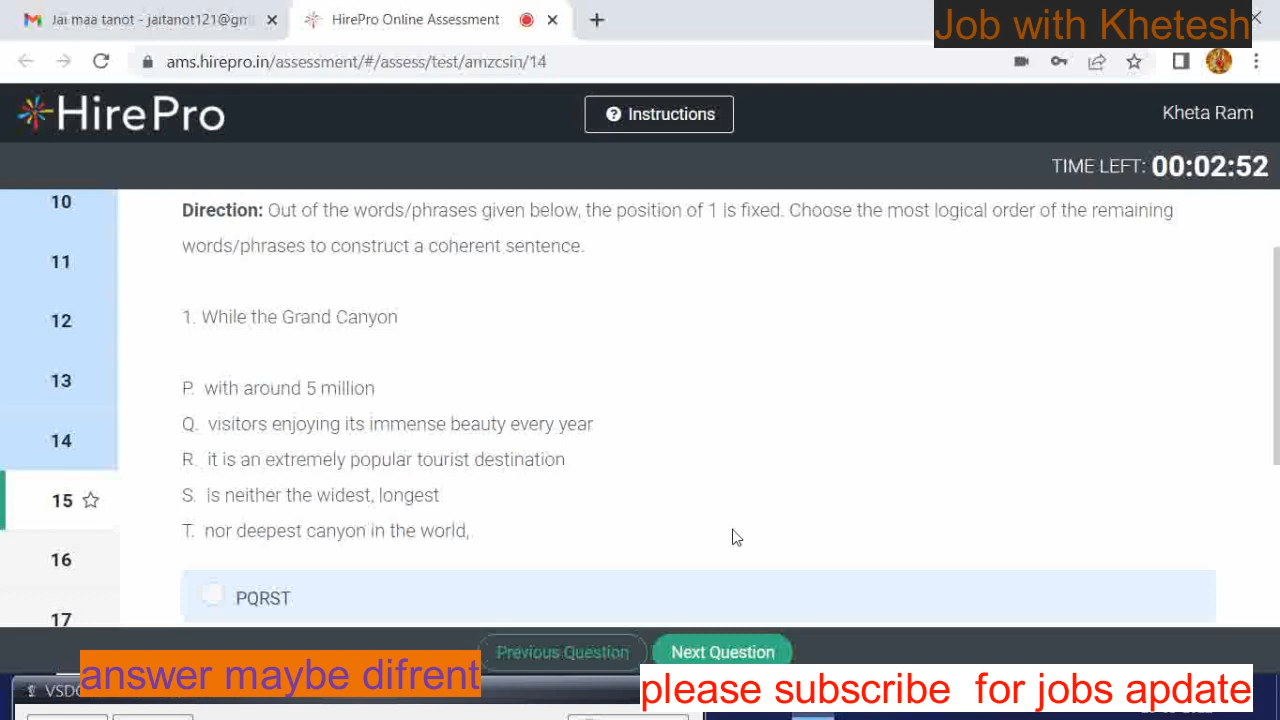 Jai maa tanot - jaitanot121@gm
HirePro Online Assessment
Job with Khetesh
ams.hirepro.in/assessment/#/assess/test/amzcsin/14
HirePro
Instructions
Kheta Ram
TIME LEFT: 00:02:52
10
Direction: Out of the words/phrases given below, the position of 1 is fixed. Choose the most logical order of the remaining
words/phrases to construct a coherent sentence.
11
12
1. While the Grand Canyon
13
P. with around 5 million
Q. visitors enjoying its immense beauty every year
14
R. it is an extremely popular tourist destination
15
S. Is neither the widest, longest
T. nor deepest canyon in the world,
16
PQRST
17
Previous Question
Next Question
answer maybe difrent
please subscribe for jobs apdate